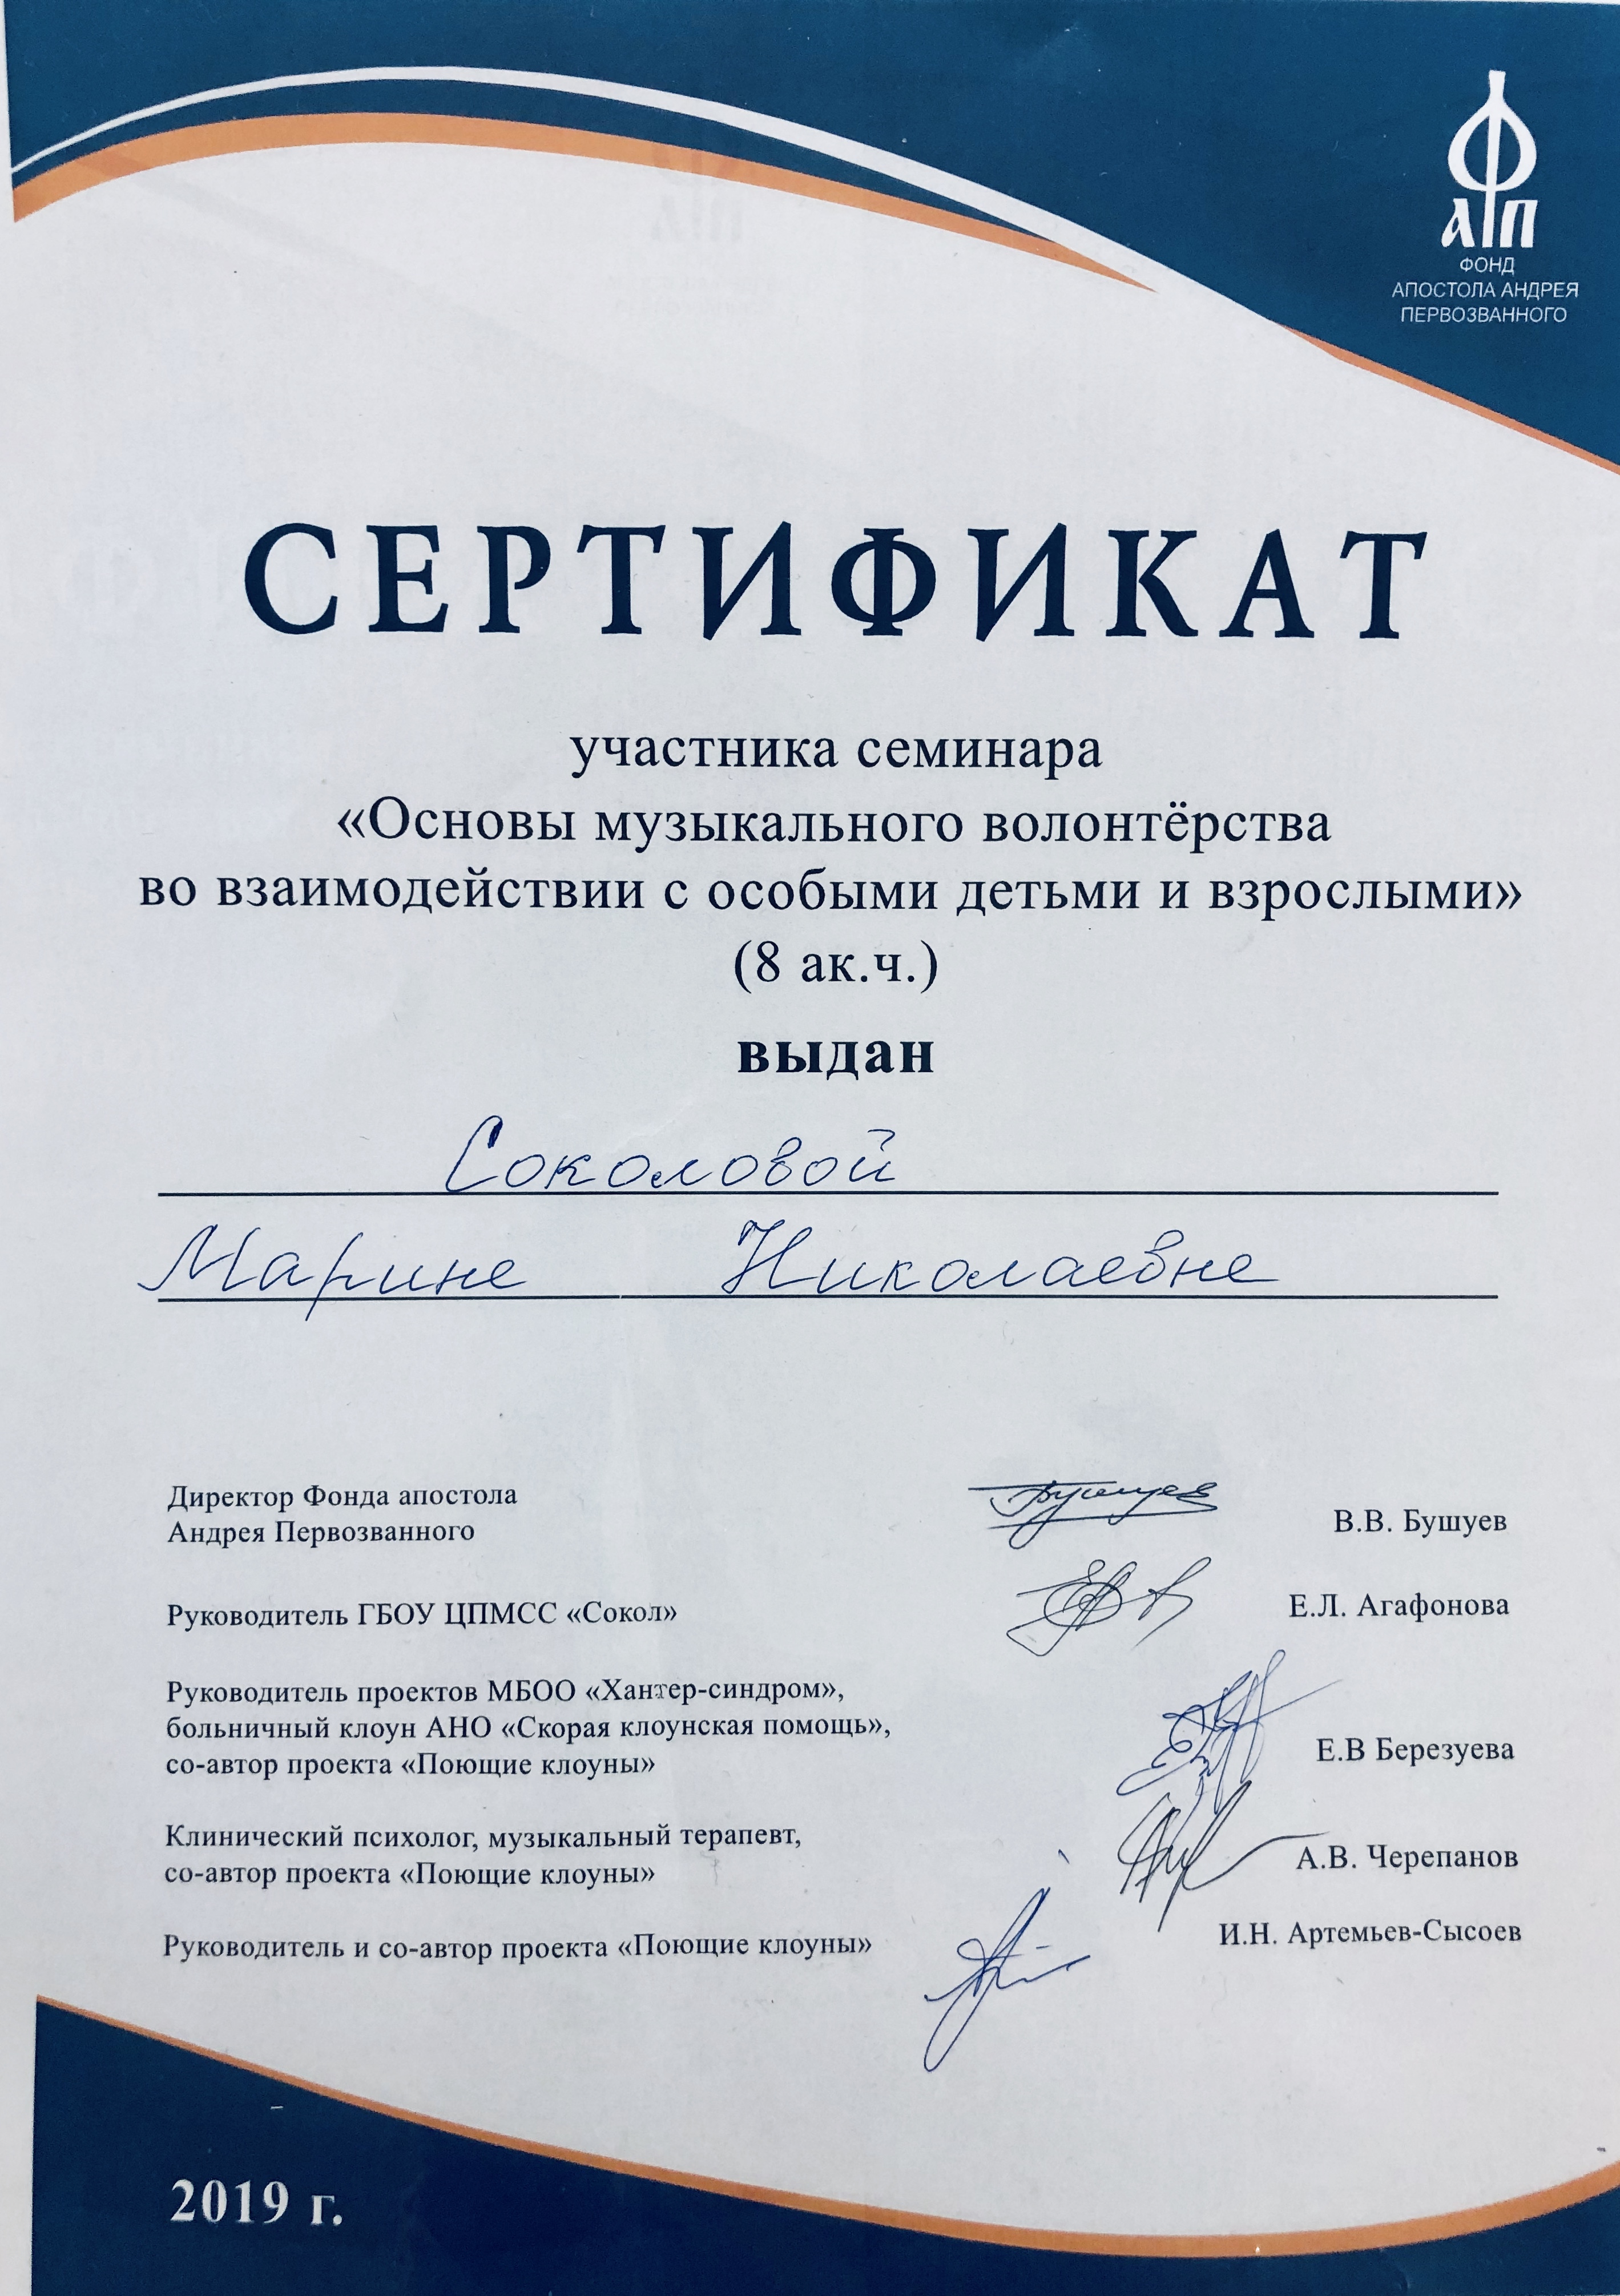 АФП
ФОНД
АПОСТОЛА АНДРЕЯ
ПЕРВОЗВАННОГО
СЕРТИФИКАТ
участника семинара
«Основы музыкального волонтёрства
во взаимодействии с особыми детьми и взрослыми»
(8 ак.ч.)
выдан
Соколовой
Марине Николаевне
Директор Фонда апостола
Андрея Первозванного
В.В. Бушуев
Руководитель ГБОУ ЦПМСС «Сокол»
Е.Л. Агафонова
Руководитель проектов МБОО «Хантер-синдром»,
больничный клоун АНО «Скорая клоунская помощь»,
со-автор проекта «Поющие клоуны»
Е.В Березуева
Клинический психолог, музыкальный терапевт,
со-автор проекта «Поющие клоуны»
А.В. Черепанов
Руководитель и со-автор проекта «Поющие клоуны»
И.Н. Артемьев-Сысоев
2019 г.